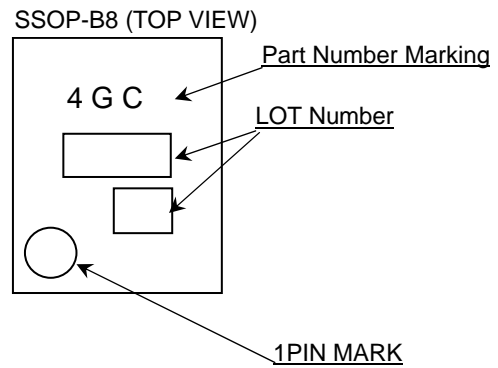 SSOP-B8 (TOP VIEW)
Part Number Marking
4 G C
LOT Number
1PIN MARK